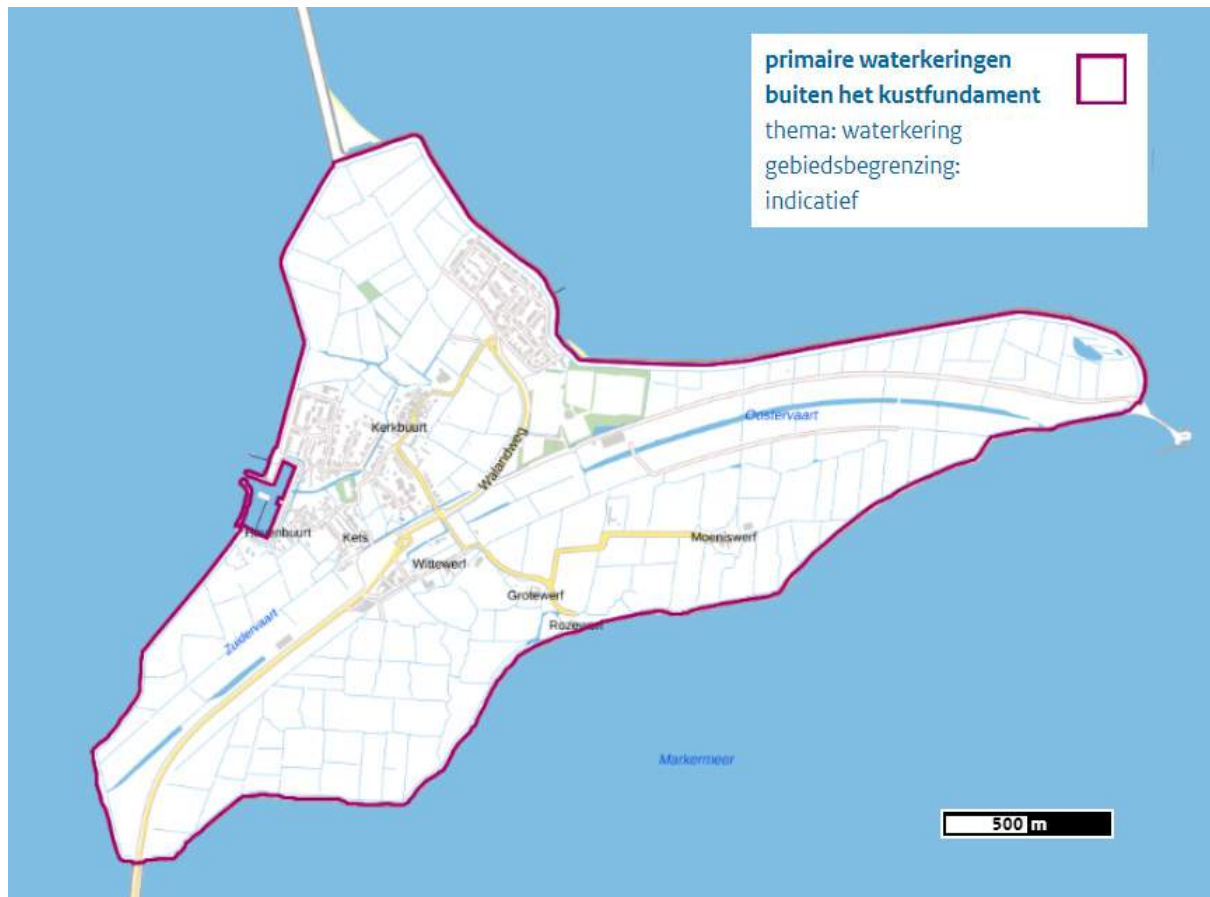 primaire waterkeringen
buiten het kustfundament
thema: waterkering
gebiedsbegrenzing:
indicatief
Oostervaart
Kerkbuurt
Walandweg
Havenbuurt
Kets
Moeniswerf
Wittewerf
Grotewerf
Rozewerf
Zuidervaart
Markermeer
500 m